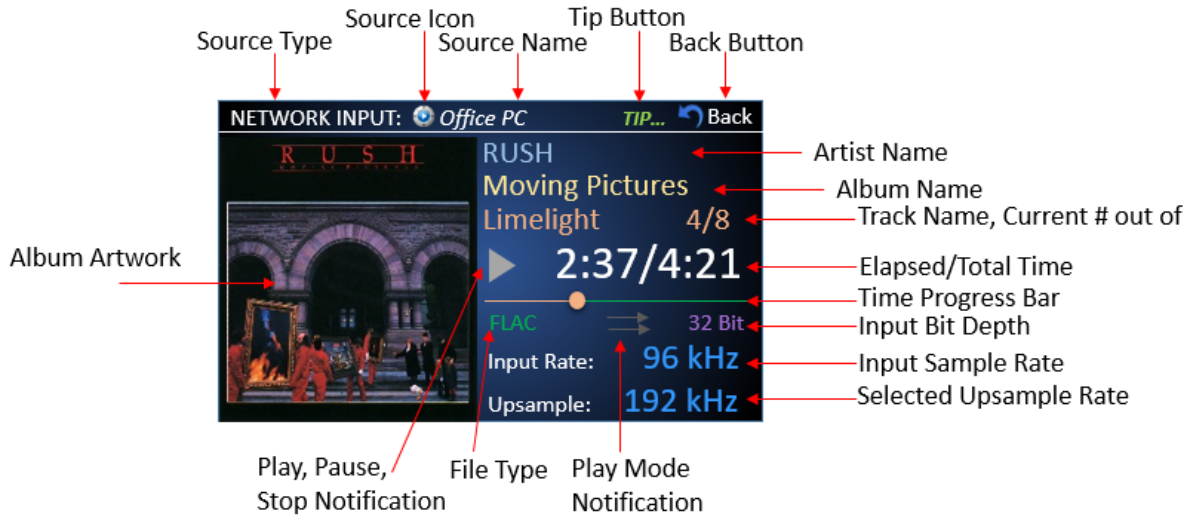 Source Icon
Tip Button
Source Type
Source Name
Back Button
NETWORK INPUT: Office PC TIP... Back
RUSH
MOVING PICTURES
RUSH
Artist Name
Moving Pictures
Album Name
Limelight 4/8
Track Name, Current # out of
Album Artwork
2:37/4:21
Elapsed/Total Time
Time Progress Bar
FLAC 32 Bit
Input Bit Depth
Input Rate: 96 kHz
Input Sample Rate
Upsample: 192 kHz
Selected Upsample Rate
Play, Pause,
Stop Notification
File Type
Play Mode
Notification